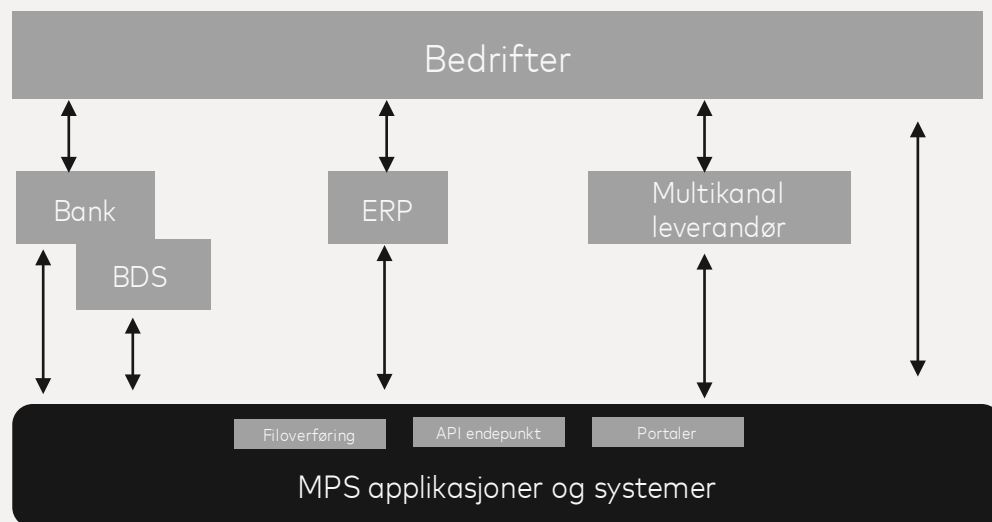 Bedrifter
Bank
ERP
Multikanal
leverandør
BDS
Filoverføring
API endepunkt
Portaler
MPS applikasjoner og systemer